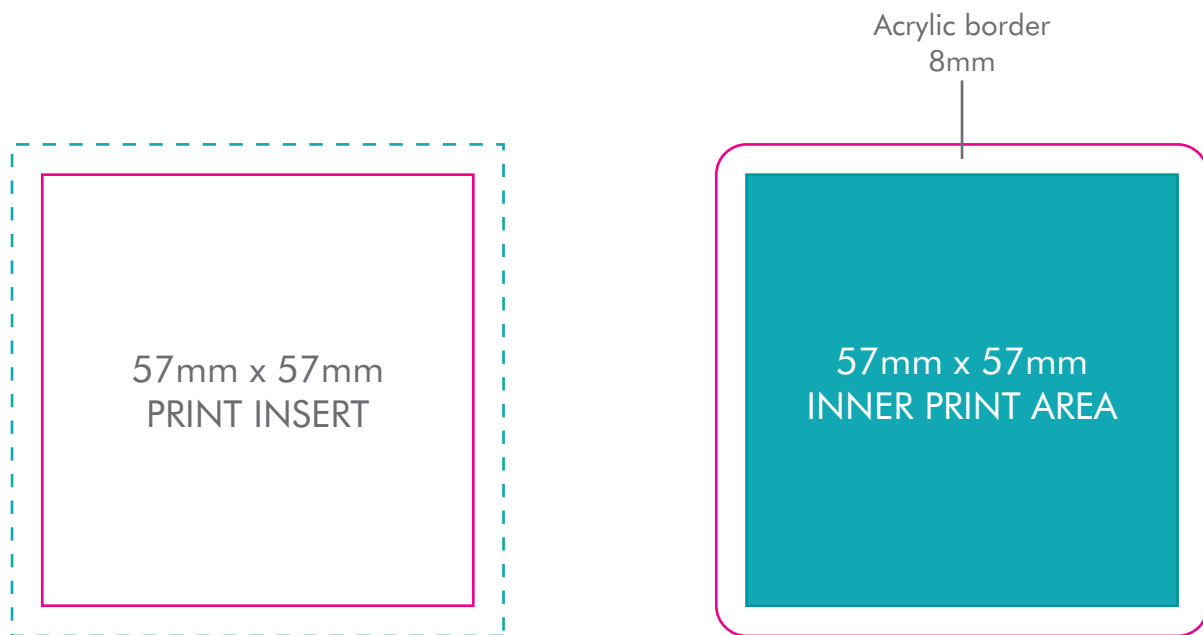 Acrylic border
8mm
57mm x 57mm
PRINT INSERT
57mm x 57mm
INNER PRINT AREA